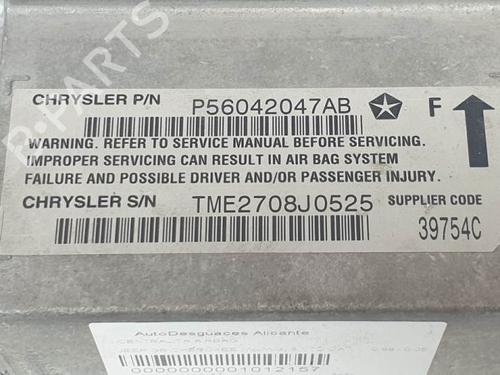 R-PARTS
CHRYSLER P/N P56042047AB F
WARNING. REFER TO SERVICE MANUAL BEFORE SERVICING.
IMPROPER SERVICING CAN RESULT IN AIR BAG SYSTEM
FAILURE AND POSSIBLE DRIVER AND/OR PASSENGER INJURY.
CHRYSLER S/N TME2708J0525 SUPPLIER CODE
39754C
AutoDesguaces Alicante
0000000001012157